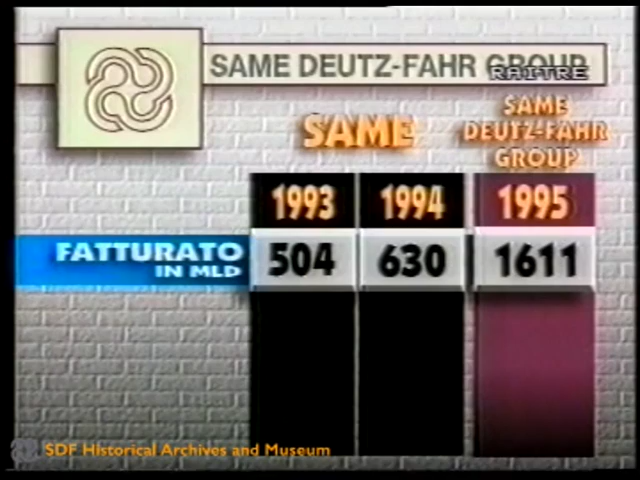 SAME DEUTZ-FAHR GROUP
RAITRE
SAME
SAME
DEUTZ-FAHR
GROUP
1993 1994 1995
FATTURATO
IN MLD
504 630 1611
SDF Historical Archives and Museum